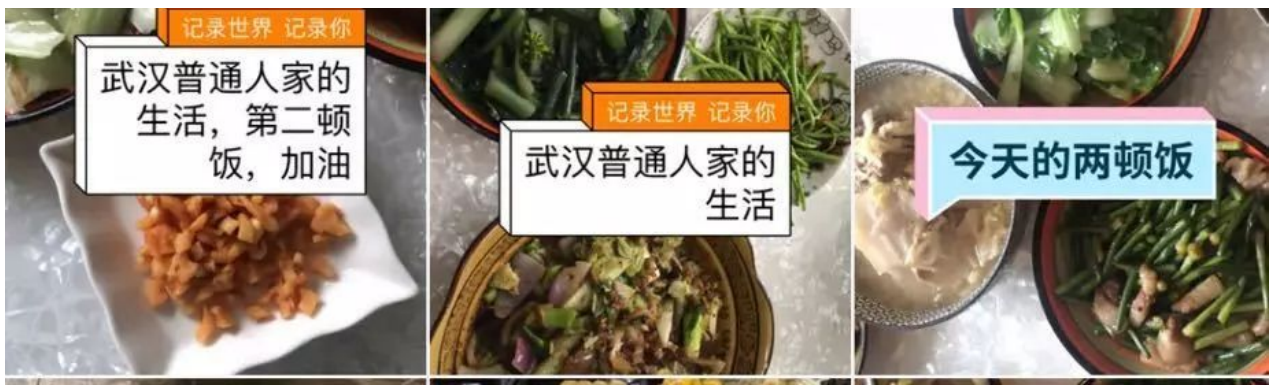 记录世界 记录你
武汉普通人家的
生活，第二顿
饭，加油
记录世界 记录你
武汉普通人家的
生活
今天的两顿饭